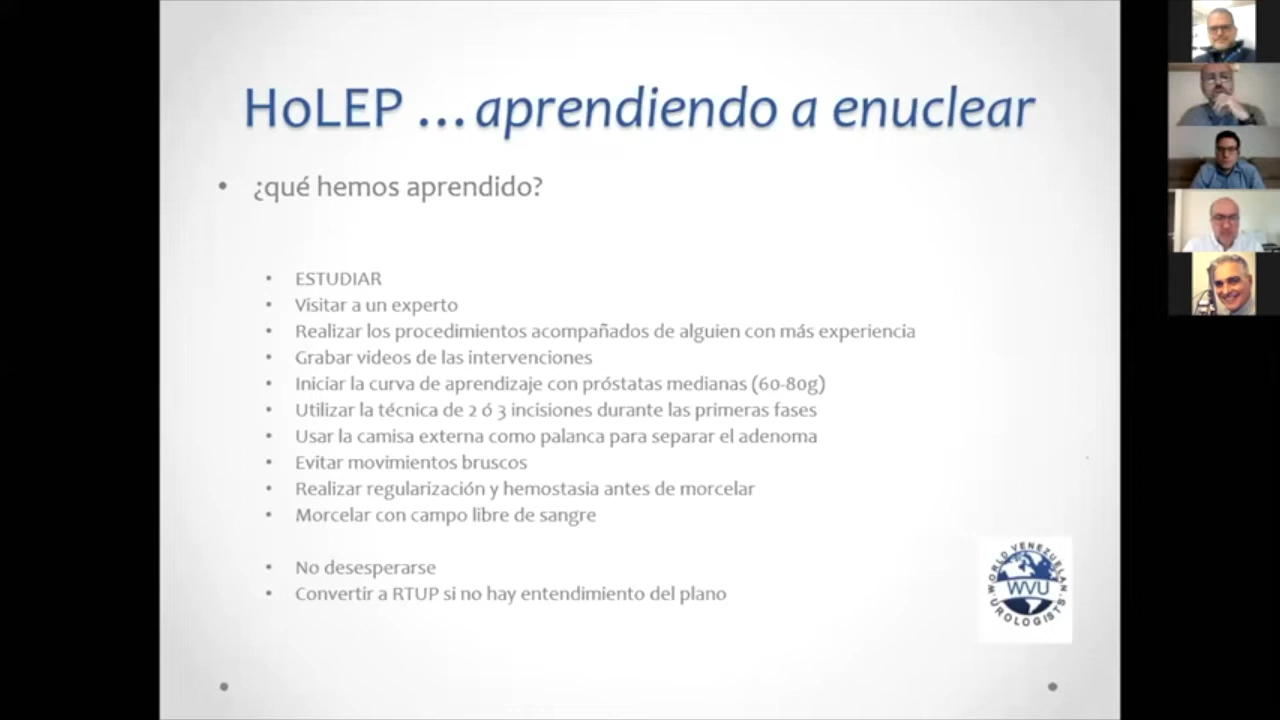 HoLEP ...aprendiendo a enuclear
• ¿qué hemos aprendido?
• ESTUDIAR
• Visitar a un experto
• Realizar los procedimientos acompañados de alguien con más experiencia
• Grabar videos de las intervenciones
• Iniciar la curva de aprendizaje con próstatas medianas (60-80g)
• Utilizar la técnica de 2 ó 3 incisiones durante las primeras fases
• Usar la camisa externa como palanca para separar el adenoma
• Evitar movimientos bruscos
• Realizar regularización y hemostasia antes de morcelar
• Morcelar con campo libre de sangre
• No desesperarse
• Convertir a RTUP si no hay entendimiento del plano
WORLD VENEZUELAN
WVU
UROLOGISTS